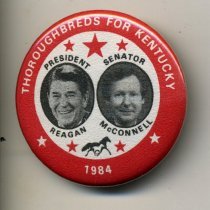 THOROUGHBREDS FOR KENTUCKY
PRESIDENT
REAGAN
SENATOR
McCONNELL
1984